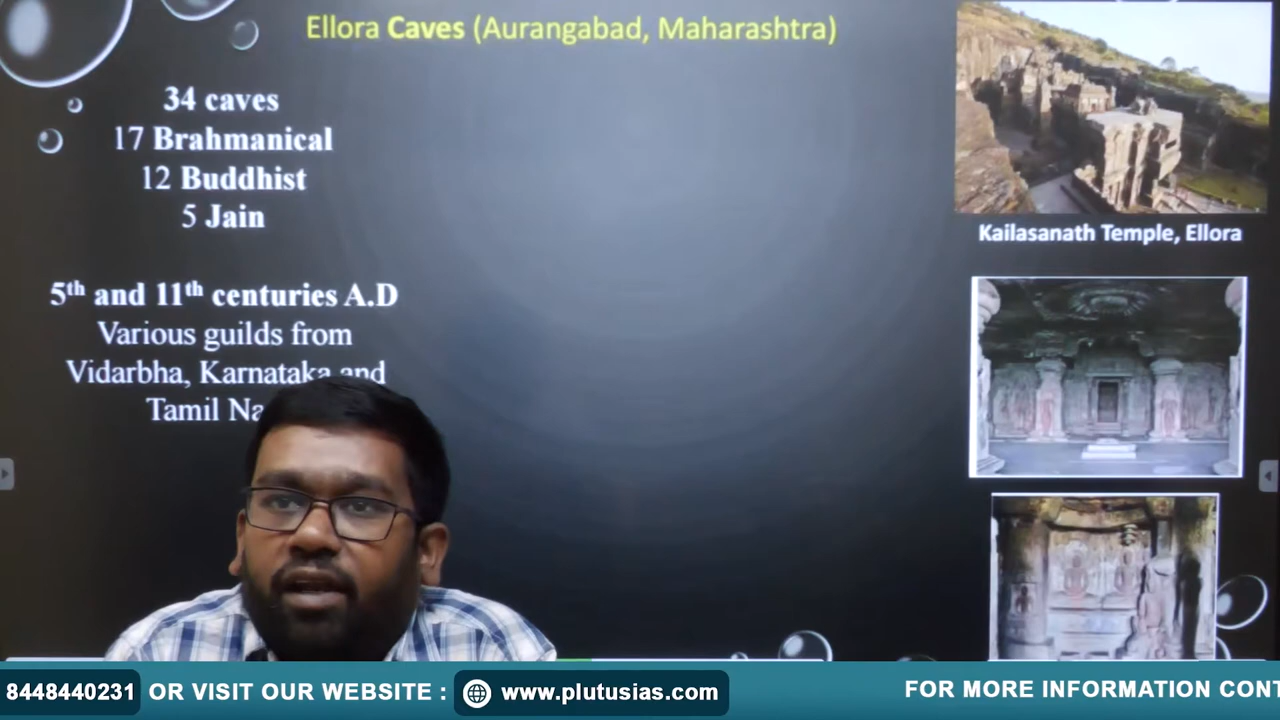 Ellora Caves (Aurangabad, Maharashtra)
34 caves
17 Brahmanical
12 Buddhist
5 Jain
5th and 11th centuries A.D
Various guilds from
Vidarbha, Karnataka and
Tamil
Kailasanath Temple, Ellora
8448440231 OR VISIT OUR WEBSITE : www.plutusias.com FOR MORE INFORMATION